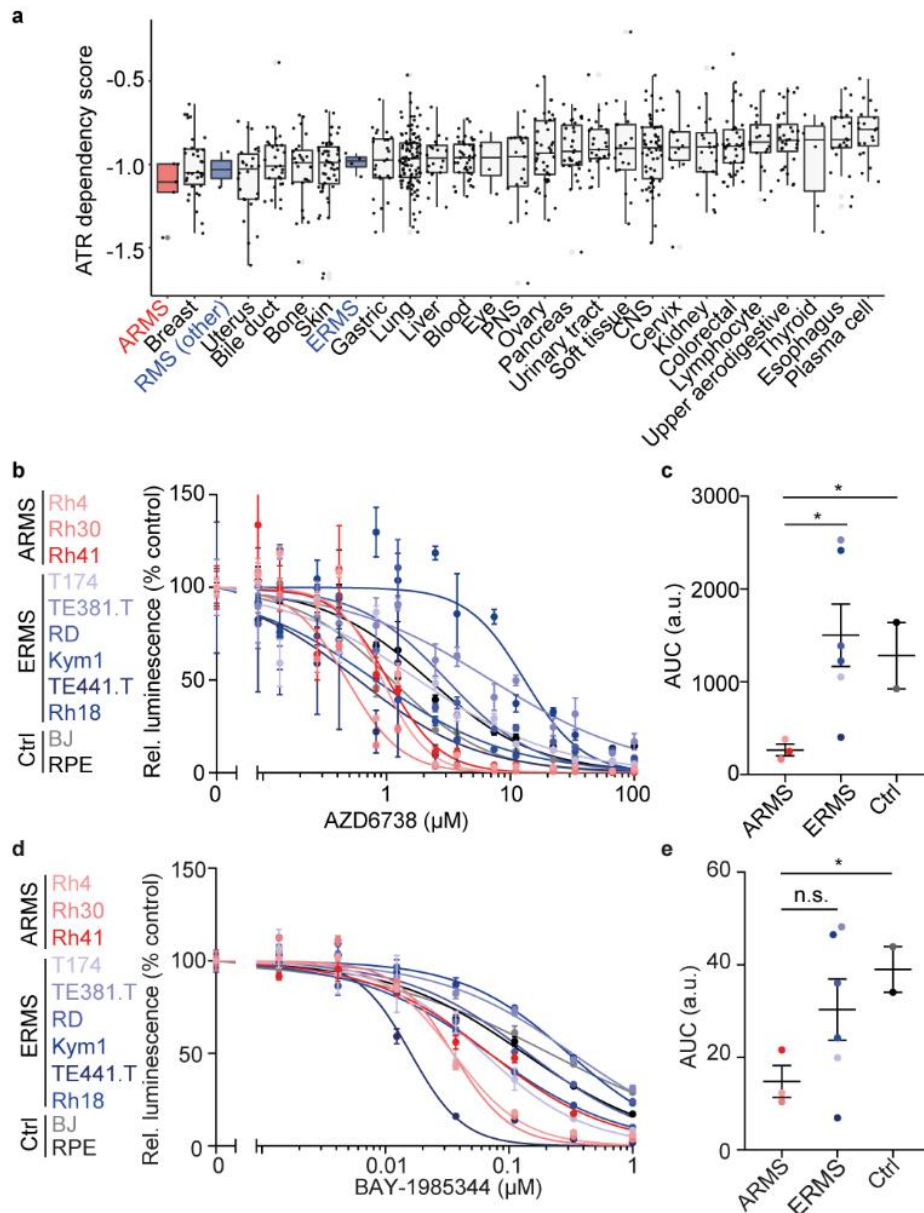 a
ATR dependency score
-0.5
-1.0
-1.5
ARMS
Breast
RMS (other)
Uterus
Bile duct
Bone
Skin
ERMS
Gastric
Lung
Liver
Blood
Eye
PNS
Ovary
Pancreas
Urinary tract
Soft tissue
CNS
Cervix
Kidney
Colorectal
Lymphocyte
Upper aerodigestive
Thyroid
Esophagus
Plasma cell
b
ARMS
Rh4
Rh30
Rh41
ERMS
T174
TE381.T
RD
Kym1
TE441.T
Rh18
Ctrl
BJ
RPE
Rel. luminescence (% control)
150
100
50
0
0
1
10
100
AZD6738 (µM)
c
AUC (a.u.)
3000
2000
1000
0
*
*
ARMS
ERMS
Ctrl
d
ARMS
Rh4
Rh30
Rh41
ERMS
T174
TE381.T
RD
Kym1
TE441.T
Rh18
Ctrl
BJ
RPE
Rel. luminescence (% control)
150
100
50
0
0
0.01
0.1
1
BAY-1985344 (µM)
e
AUC (a.u.)
60
40
20
0
*
n.s.
ARMS
ERMS
Ctrl